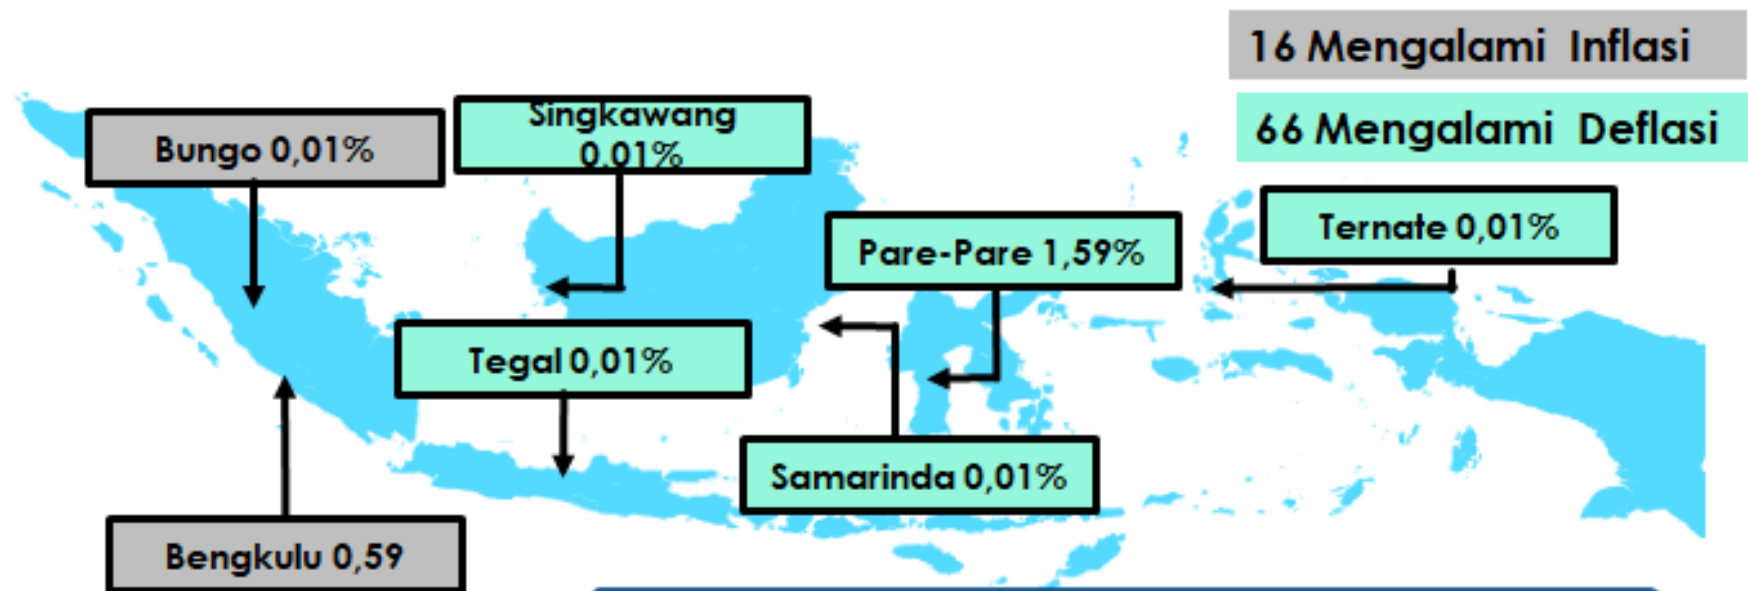 16 Mengalami Inflasi
66 Mengalami Deflasi
Bungo 0,01%
Singkawang
0,01%
Ternate 0,01%
Pare-Pare 1,59%
Tegal 0,01%
Samarinda 0,01%
Bengkulu 0,59